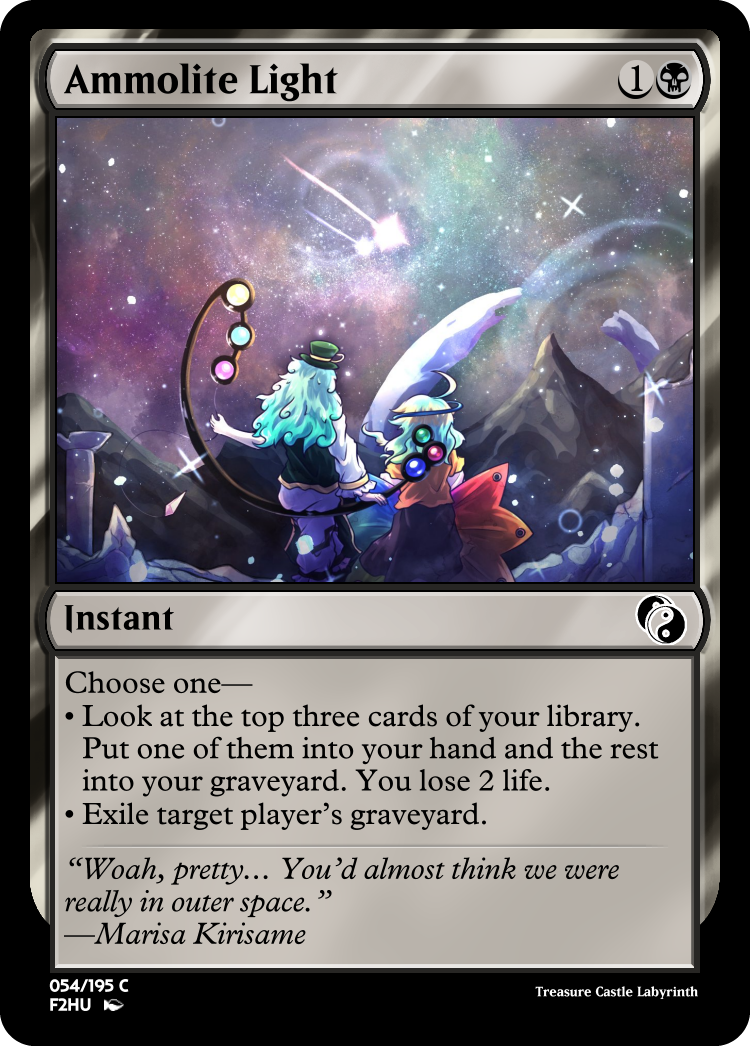 Ammolite Light
1
Instant
Choose one—
• Look at the top three cards of your library.
Put one of them into your hand and the rest
into your graveyard. You lose 2 life.
• Exile target player’s graveyard.
“Woah, pretty… You’d almost think we were
really in outer space.”
—Marisa Kirisame
054/195 C
F2HU
Treasure Castle Labyrinth